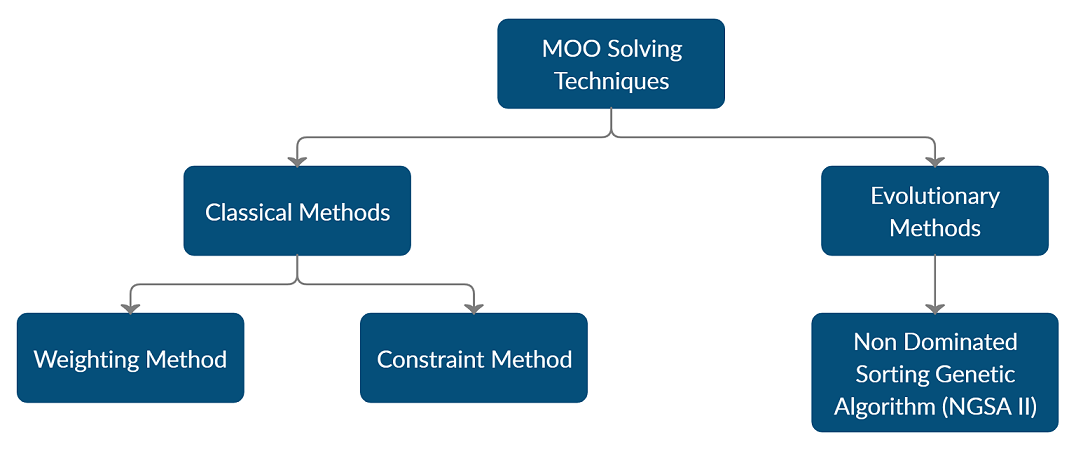 MOO Solving
Techniques
Classical Methods
Evolutionary
Methods
Weighting Method
Constraint Method
Non Dominated
Sorting Genetic
Algorithm (NGSA II)